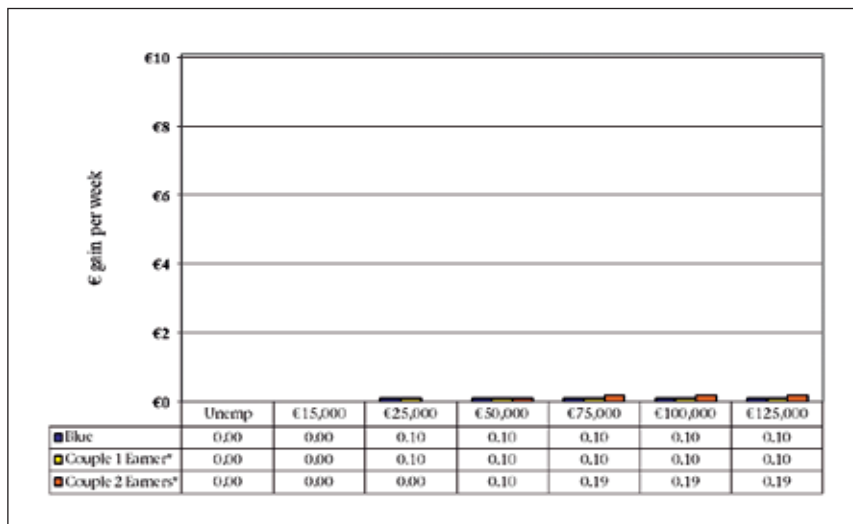 €10
€8
€6
€4
€2
€0
€ gain per week
Unemp €15,000 €25,000 €50,000 €75,000 €100,000 €125,000
Blue 0.00 0.00 0.10 0.10 0.10 0.10 0.10
Couple 1 Earner* 0.00 0.00 0.10 0.10 0.10 0.10 0.10
Couple 2 Earners* 0.00 0.00 0.00 0.10 0.19 0.19 0.19